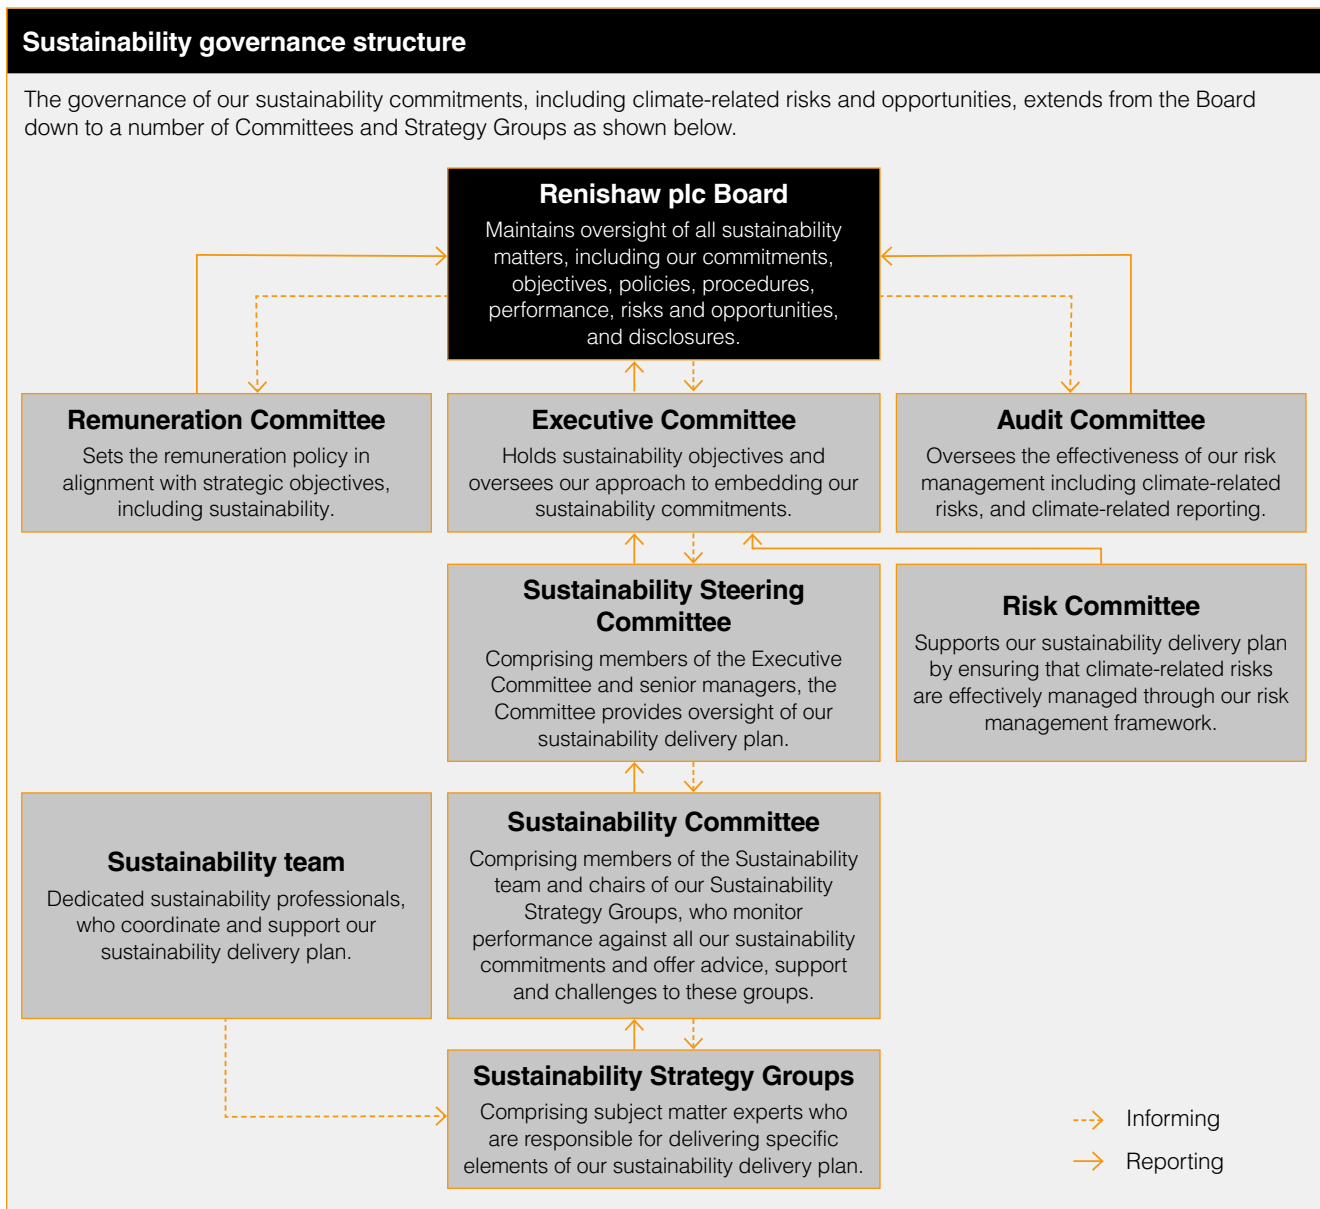 Sustainability governance structure
The governance of our sustainability commitments, including climate-related risks and opportunities, extends from the Board
down to a number of Committees and Strategy Groups as shown below.
Renishaw plc Board
Maintains oversight of all sustainability
matters, including our commitments,
objectives, policies, procedures,
performance, risks and opportunities,
and disclosures.
Remuneration Committee
Sets the remuneration policy in
alignment with strategic objectives,
including sustainability.
Executive Committee
Holds sustainability objectives and
oversees our approach to embedding our
sustainability commitments.
Audit Committee
Oversees the effectiveness of our risk
management including climate-related
risks, and climate-related reporting.
Sustainability Steering
Committee
Comprising members of the Executive
Committee and senior managers, the
Committee provides oversight of our
sustainability delivery plan.
Risk Committee
Supports our sustainability delivery plan
by ensuring that climate-related risks
are effectively managed through our risk
management framework.
Sustainability team
Dedicated sustainability professionals,
who coordinate and support our
sustainability delivery plan.
Sustainability Committee
Comprising members of the Sustainability
team and chairs of our Sustainability
Strategy Groups, who monitor
performance against all our sustainability
commitments and offer advice, support
and challenges to these groups.
Sustainability Strategy Groups
Comprising subject matter experts who
are responsible for delivering specific
elements of our sustainability delivery plan.
Informing
Reporting